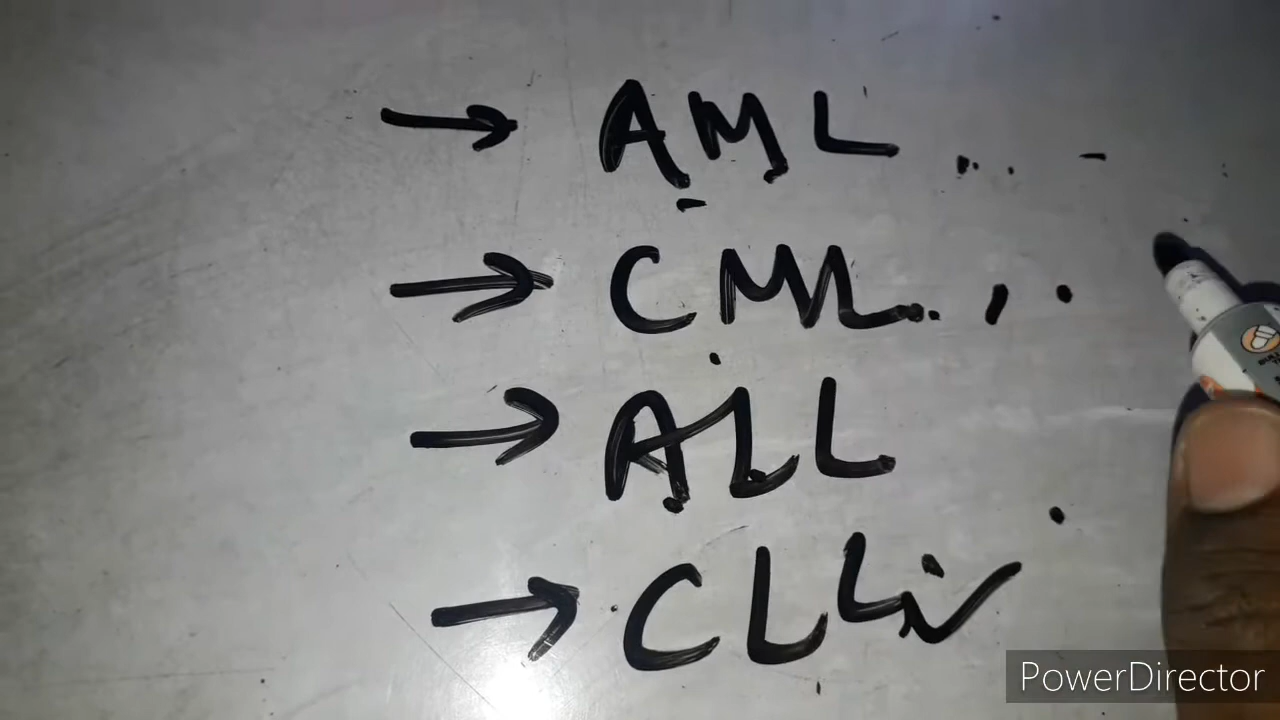 → AML
→ CML
→ ALL
→ CLL
PowerDirector